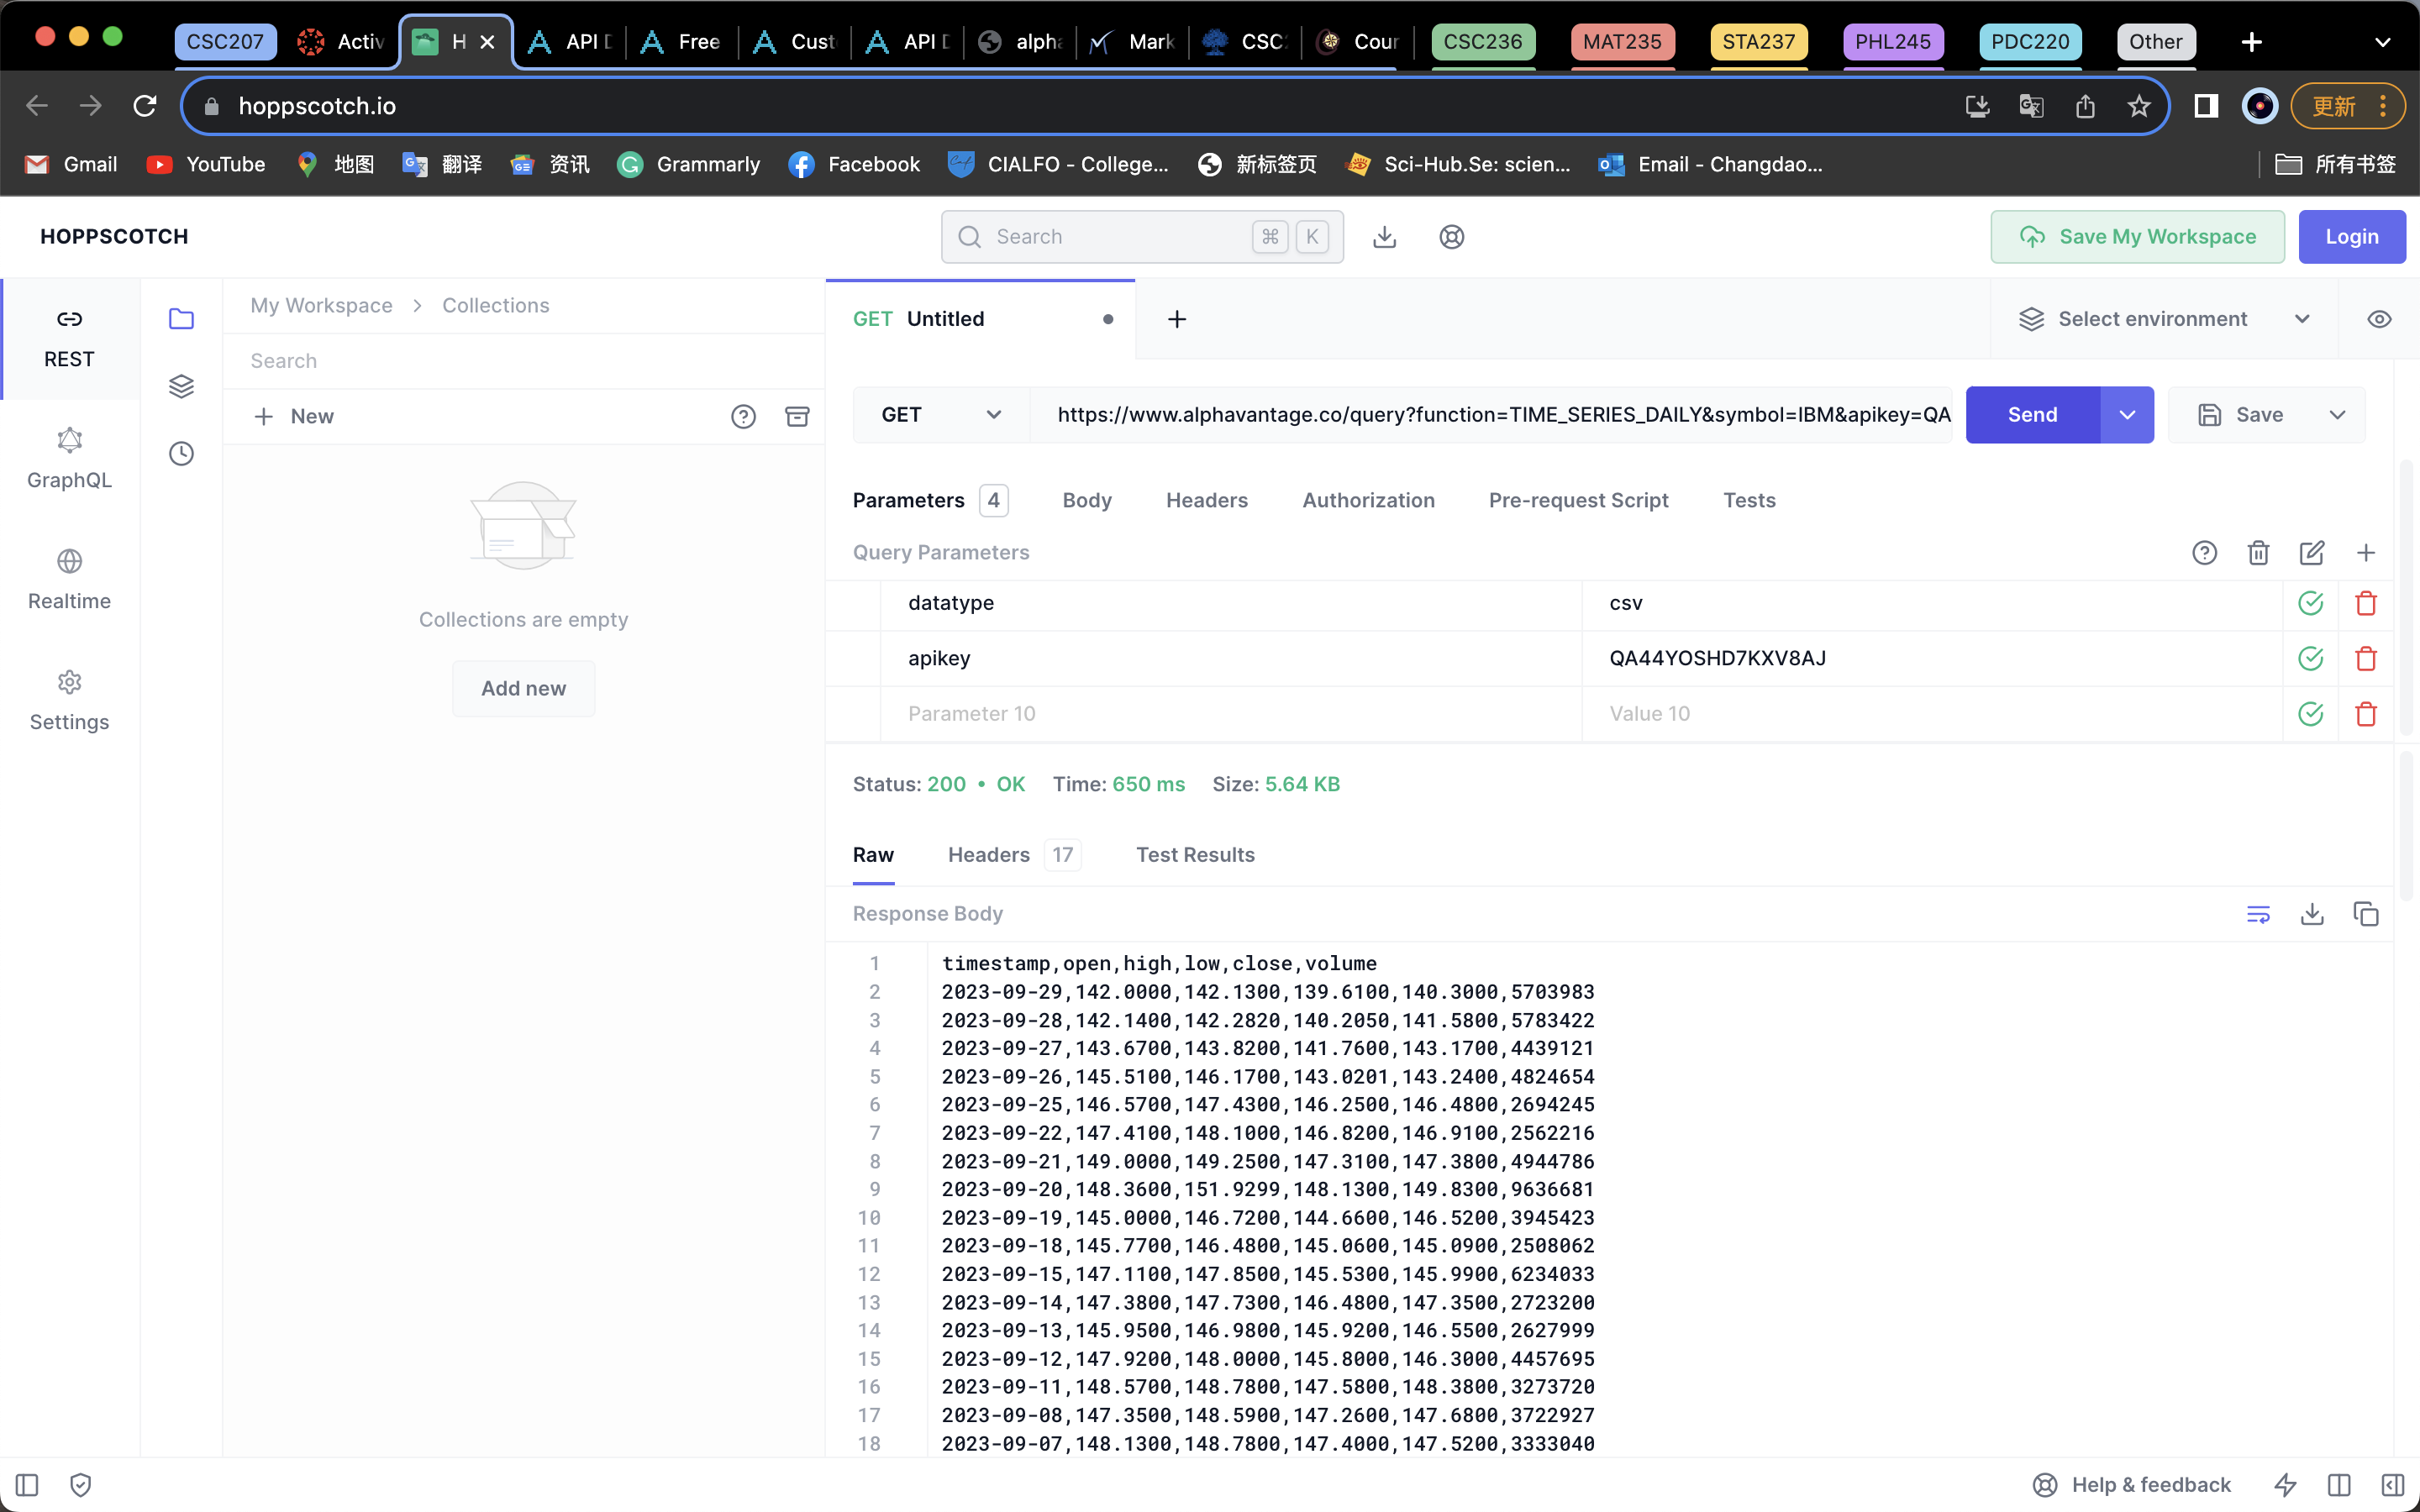 CSC207 Activ H API D Free Cust API D alpha Mark CSC2 Cour CSC236 MAT235 STA237 PHL245 PDC220 Other
hoppscotch.io 更新
Gmail YouTube 地图 翻译 资讯 Grammarly Facebook CIALFO - College... 新标签页 Sci-Hub.Se: scien... Email - Changdao... 所有书签
HOPPSCOTCH Search ⌘ K Save My Workspace Login
REST
GraphQL
Realtime
Settings
My Workspace > Collections
Search
New
Collections are empty
Add new
GET Untitled Select environment
GET https://www.alphavantage.co/query?function=TIME_SERIES_DAILY&symbol=IBM&apikey=QA Send Save
Parameters 4 Body Headers Authorization Pre-request Script Tests
Query Parameters
datatype csv
apikey QA44YOSHD7KXV8AJ
Parameter 10 Value 10
Status: 200 • OK Time: 650 ms Size: 5.64 KB
Raw Headers 17 Test Results
Response Body
1 timestamp,open,high,low,close,volume
2 2023-09-29,142.0000,142.1300,139.6100,140.3000,5703983
3 2023-09-28,142.1400,142.2820,140.2050,141.5800,5783422
4 2023-09-27,143.6700,143.8200,141.7600,143.1700,4439121
5 2023-09-26,145.5100,146.1700,143.0201,143.2400,4824654
6 2023-09-25,146.5700,147.4300,146.2500,146.4800,2694245
7 2023-09-22,147.4100,148.1000,146.8200,146.9100,2562216
8 2023-09-21,149.0000,149.2500,147.3100,147.3800,4944786
9 2023-09-20,148.3600,151.9299,148.1300,149.8300,9636681
10 2023-09-19,145.0000,146.7200,144.6600,146.5200,3945423
11 2023-09-18,145.7700,146.4800,145.0600,145.0900,2508062
12 2023-09-15,147.1100,147.8500,145.5300,145.9900,6234033
13 2023-09-14,147.3800,147.7300,146.4800,147.3500,2723200
14 2023-09-13,145.9500,146.9800,145.9200,146.5500,2627999
15 2023-09-12,147.9200,148.0000,145.8000,146.3000,4457695
16 2023-09-11,148.5700,148.7800,147.5800,148.3800,3273720
17 2023-09-08,147.3500,148.5900,147.2600,147.6800,3722927
18 2023-09-07,148.1300,148.7800,147.4000,147.5200,3333040
Help & feedback